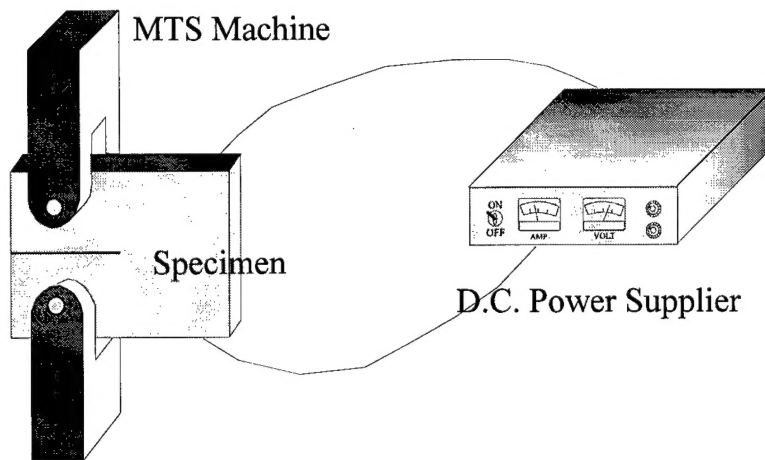 MTS Machine
ON
OFF
AMP.
VOLT
Specimen
D.C. Power Supplier